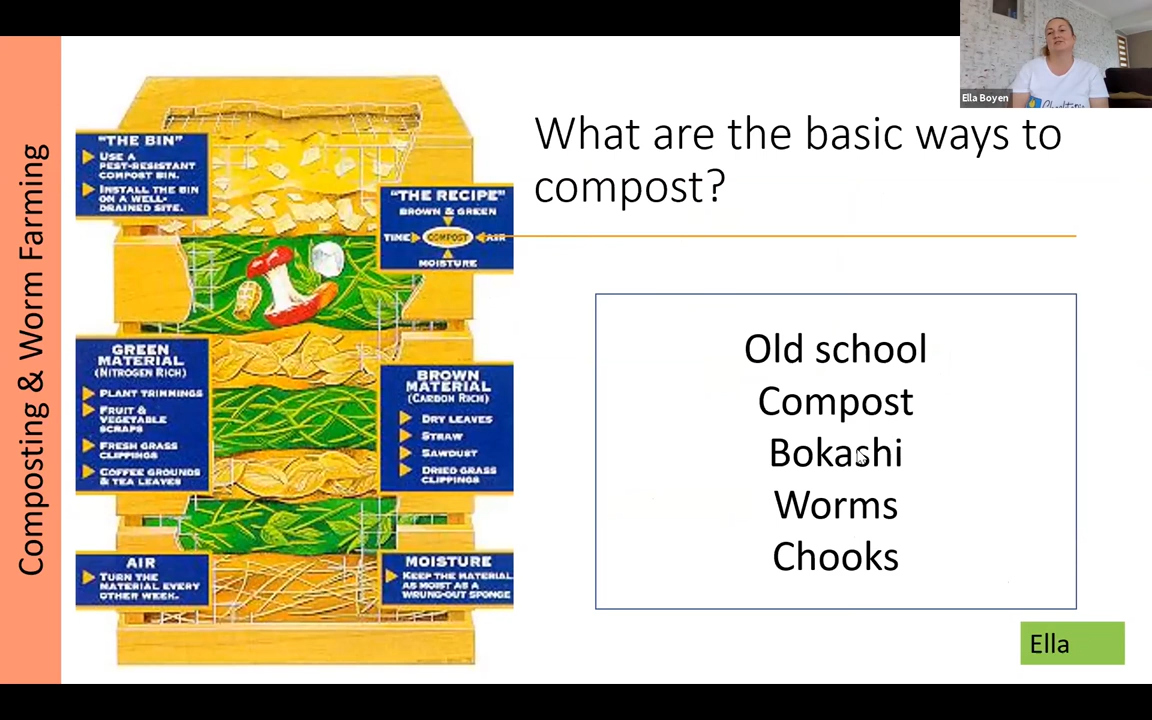 Composting & Worm Farming
"THE BIN"
USE A
PEST-RESISTANT
COMPOST BIN.
INSTALL THE BIN
ON A WELL-
DRAINED SITE.
"THE RECIPE"
BROWN & GREEN
TIME COMPOST AIR
MOISTURE
GREEN
MATERIAL
(NITROGEN RICH)
PLANT TRIMMINGS
FRUIT &
VEGETABLE
SCRAPS
FRESH GRASS
CLIPPINGS
COFFEE GROUNDS
& TEA LEAVES
BROWN
MATERIAL
(CARBON RICH)
DRY LEAVES
STRAW
SAWDUST
DRIED GRASS
CLIPPINGS
AIR
TURN THE
MATERIAL EVERY
OTHER WEEK.
MOISTURE
KEEP THE MATERIAL
AS MOIST AS A
WRUNG-OUT SPONGE
What are the basic ways to
compost?
Old school
Compost
Bokashi
Worms
Chooks
Ella
Ella Boyen